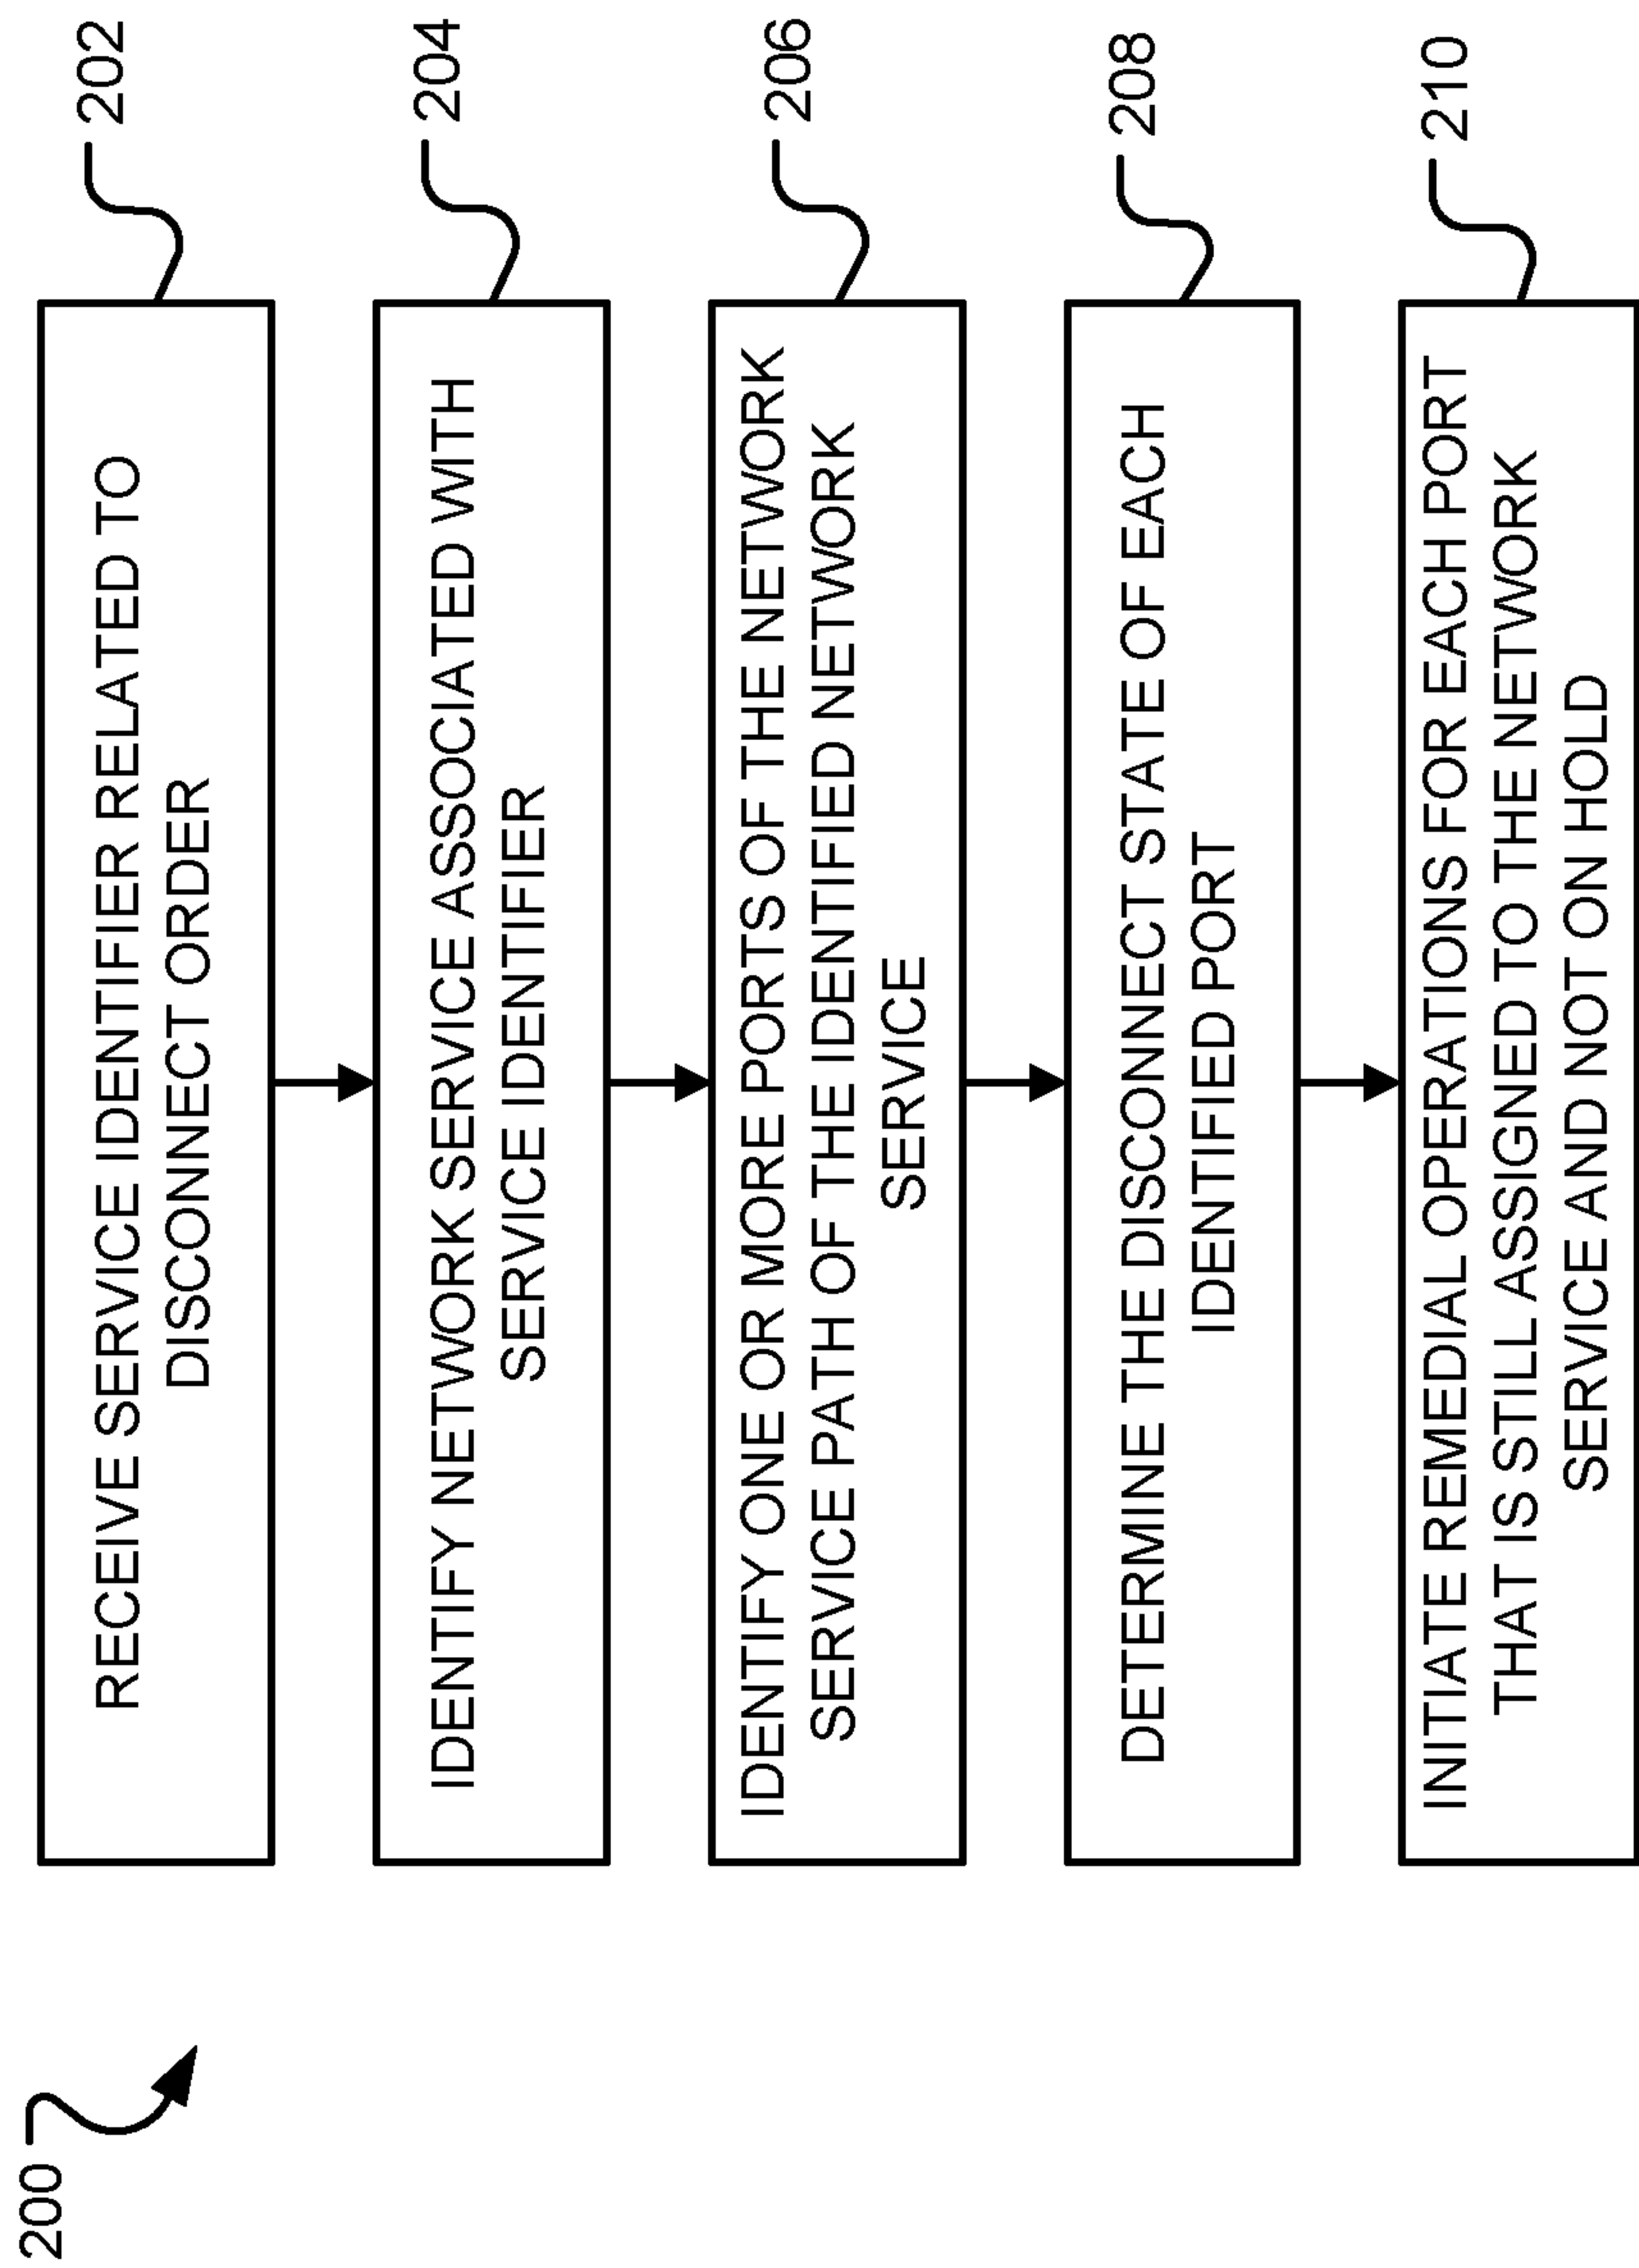 200
RECEIVE SERVICE IDENTIFIER RELATED TO
DISCONNECT ORDER
202
IDENTIFY NETWORK SERVICE ASSOCIATED WITH
SERVICE IDENTIFIER
204
IDENTIFY ONE OR MORE PORTS OF THE NETWORK
SERVICE PATH OF THE IDENTIFIED NETWORK
SERVICE
206
DETERMINE THE DISCONNECT STATE OF EACH
IDENTIFIED PORT
208
INITIATE REMEDIAL OPERATIONS FOR EACH PORT
THAT IS STILL ASSIGNED TO THE NETWORK
SERVICE AND NOT ON HOLD
210